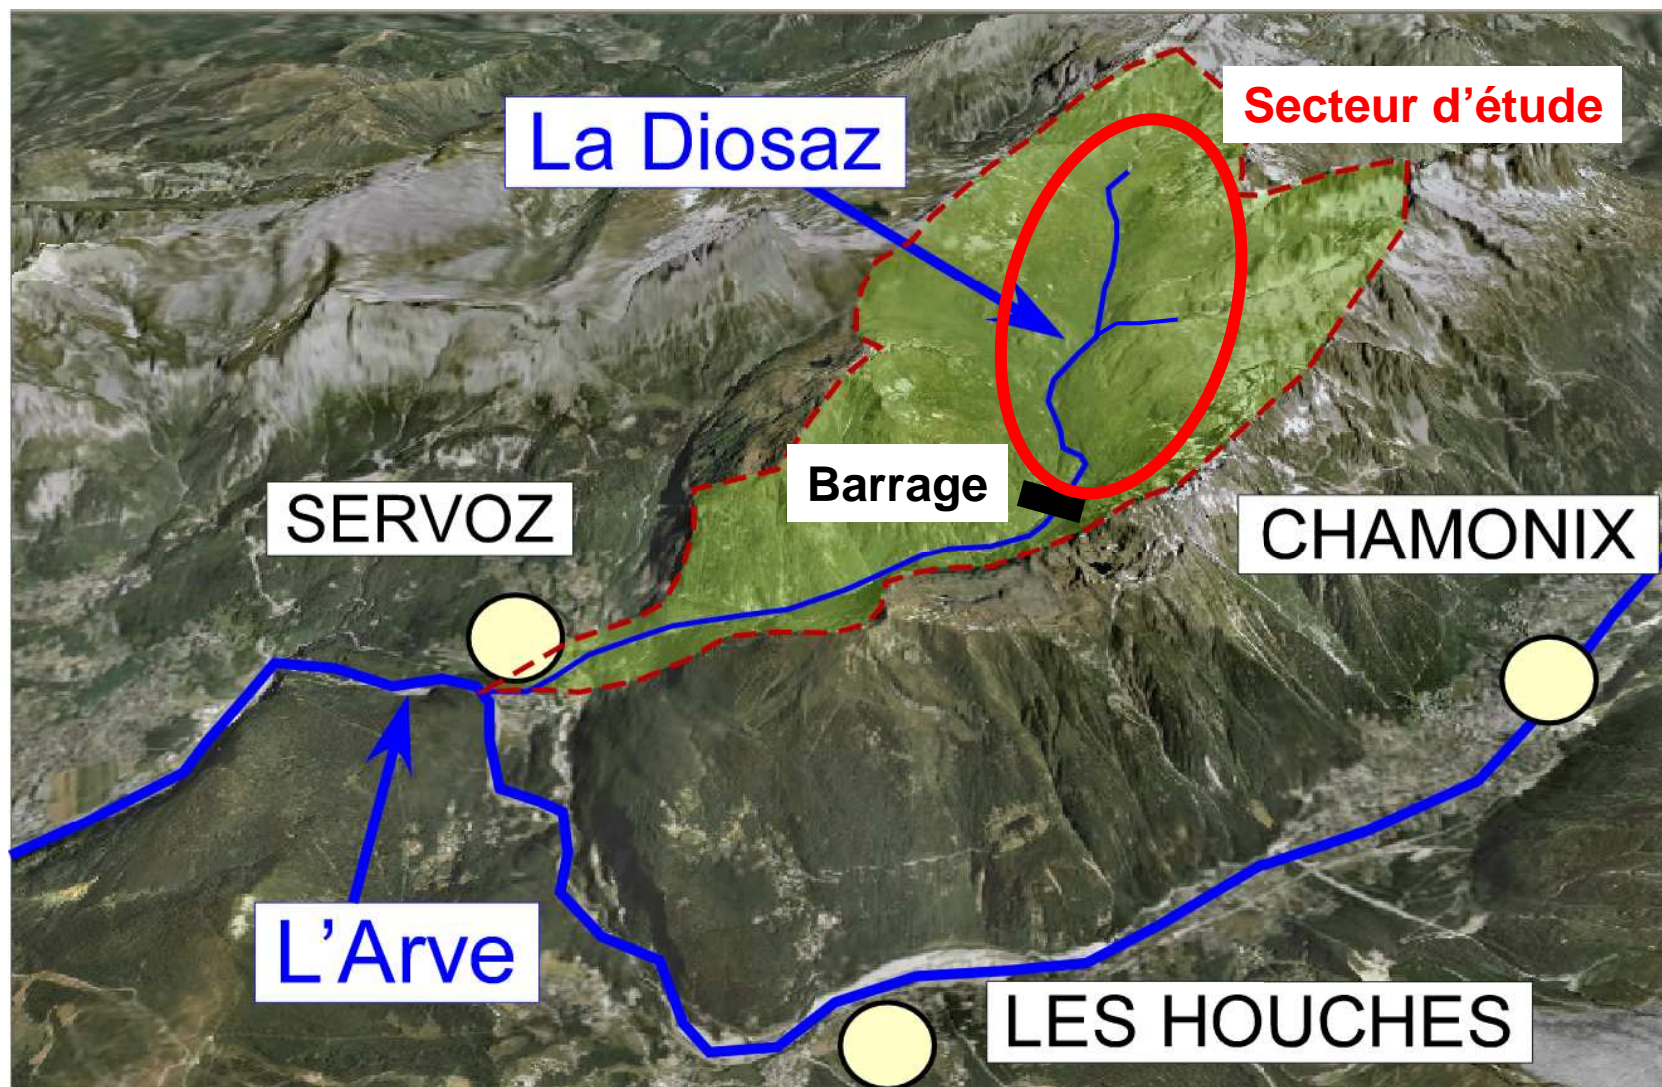 Secteur d’étude
La Diosaz
Barrage
SERVOZ
CHAMONIX
L’Arve
LES HOUCHES